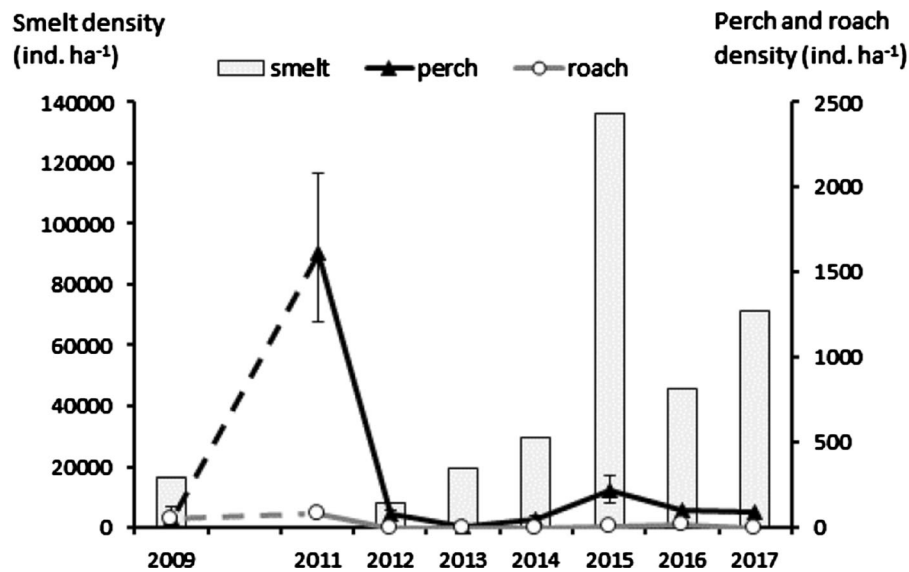 Smelt density
(ind. ha⁻¹)
Perch and roach
density (ind. ha⁻¹)
smelt perch roach
140000
120000
100000
80000
60000
40000
20000
0
2500
2000
1500
1000
500
0
2009 2011 2012 2013 2014 2015 2016 2017